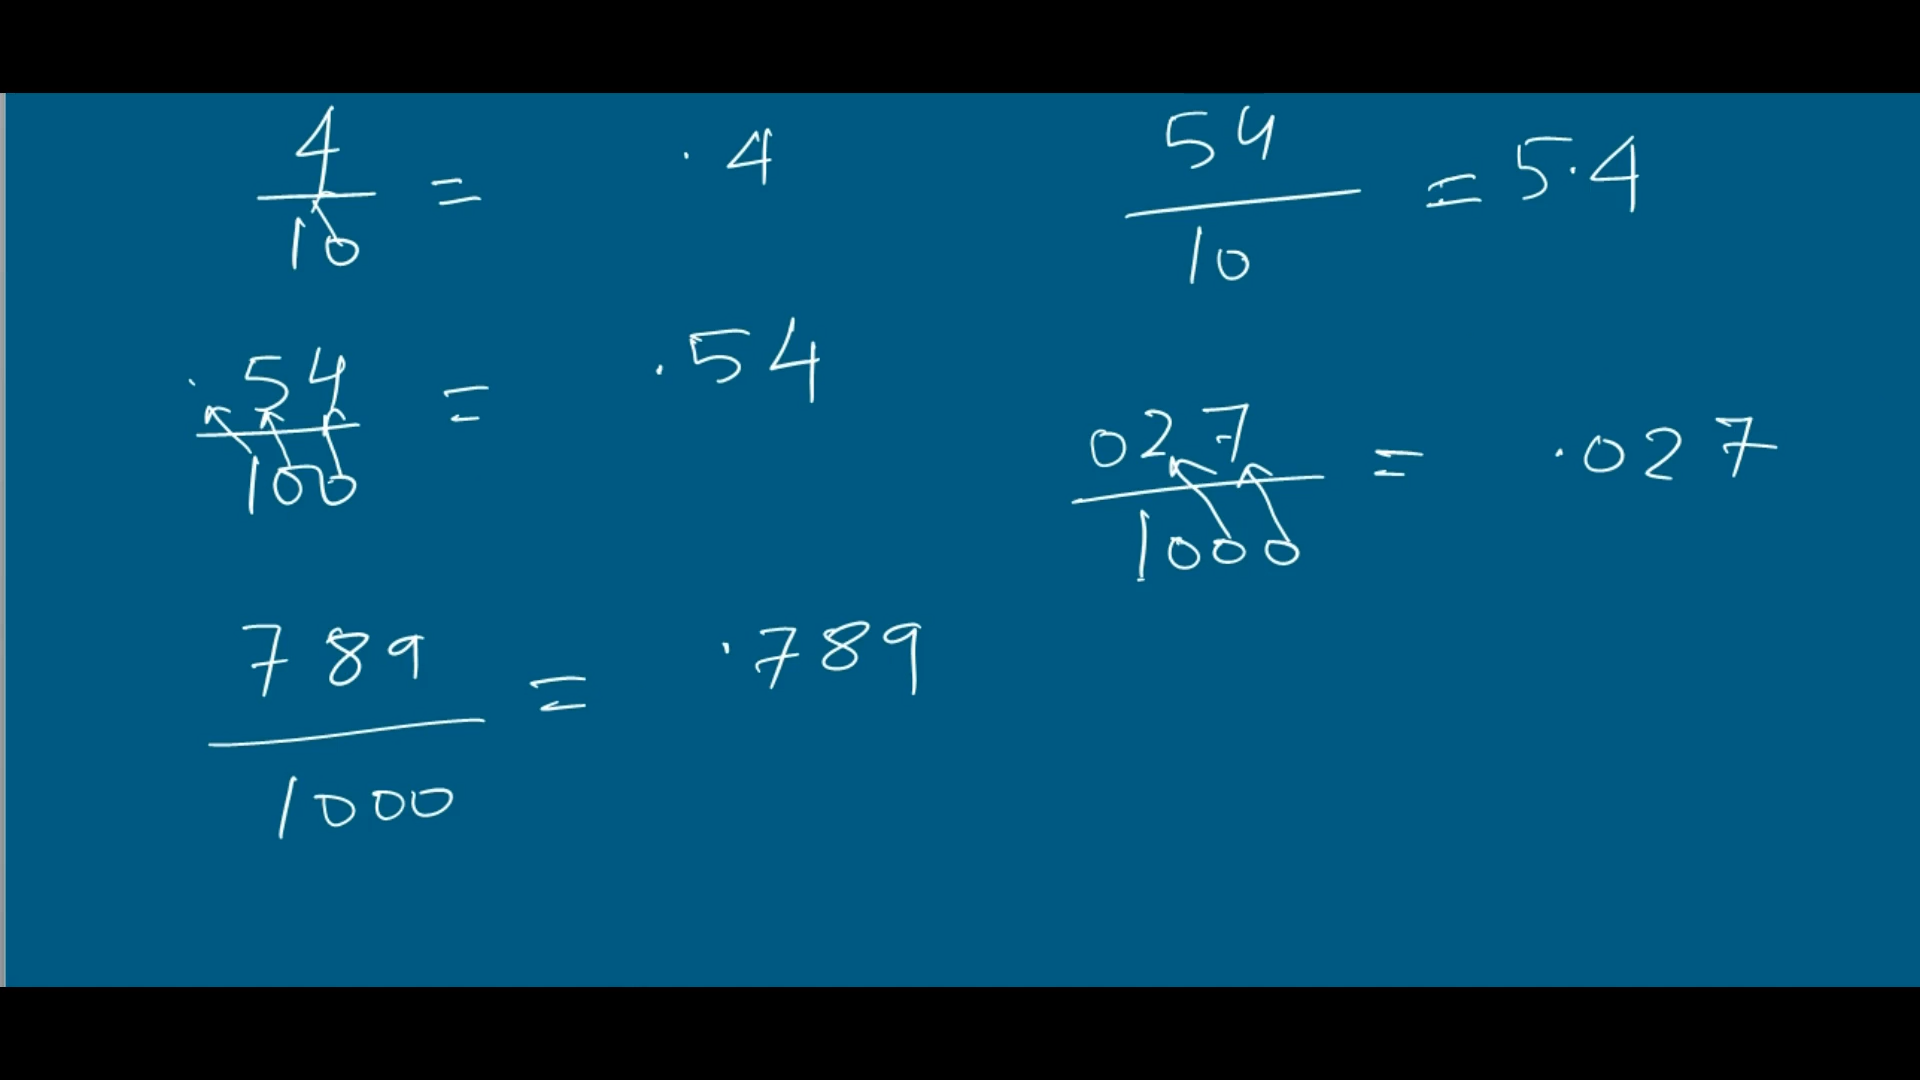 4/10 = .4
54/10 = 5.4
.54/100 = .54
027/1000 = .027
789/1000 = .789